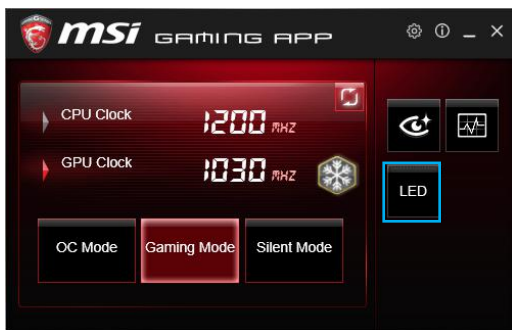 msi GAMING APP
CPU Clock 1200 MHZ
GPU Clock 1030 MHZ
LED
OC Mode Gaming Mode Silent Mode